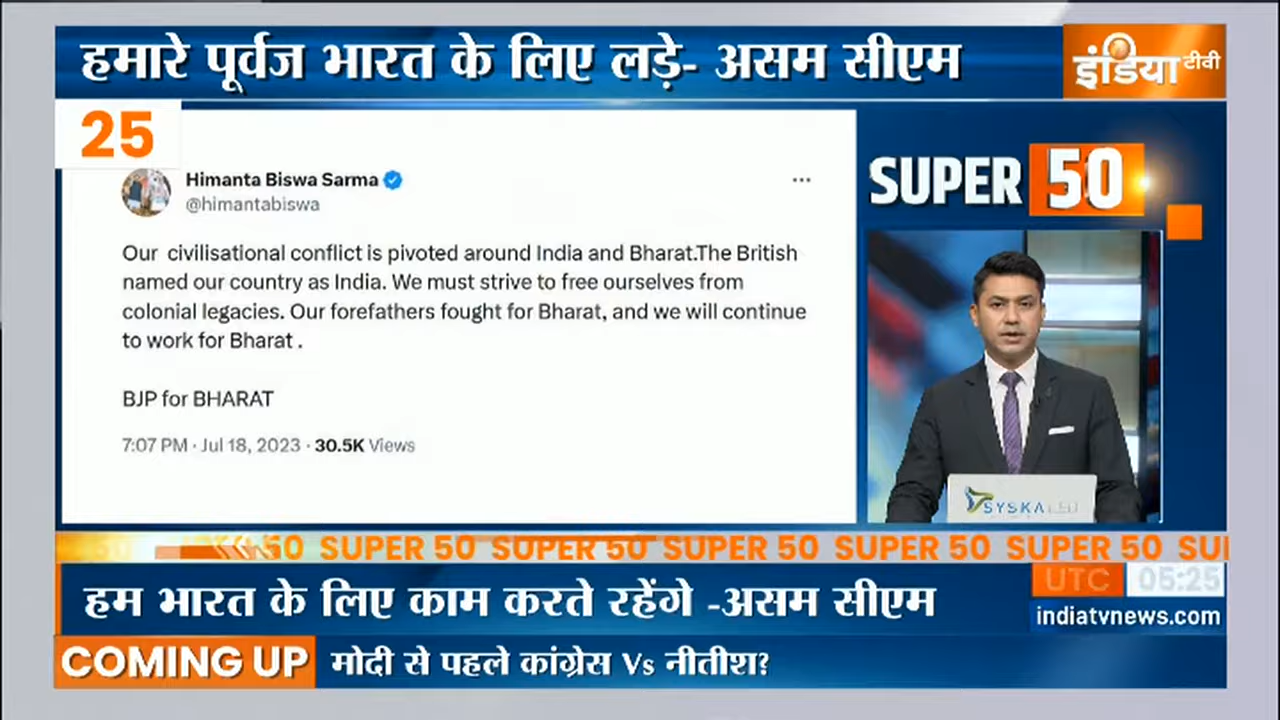 हमारे पूर्वज भारत के लिए लड़े- असम सीएम
इंडिया टीवी
25
Himanta Biswa Sarma
@himantabiswa
Our civilisational conflict is pivoted around India and Bharat.The British
named our country as India. We must strive to free ourselves from
colonial legacies. Our forefathers fought for Bharat, and we will continue
to work for Bharat .
BJP for BHARAT
7:07 PM · Jul 18, 2023 · 30.5K Views
SUPER 50
SYSKA LED
50 SUPER 50 SUPER 50 SUPER 50 SUPER 50 SUPER 50 SU
हम भारत के लिए काम करते रहेंगे -असम सीएम
UTC 05:25
indiatvnews.com
COMING UP मोदी से पहले कांग्रेस Vs नीतीश?